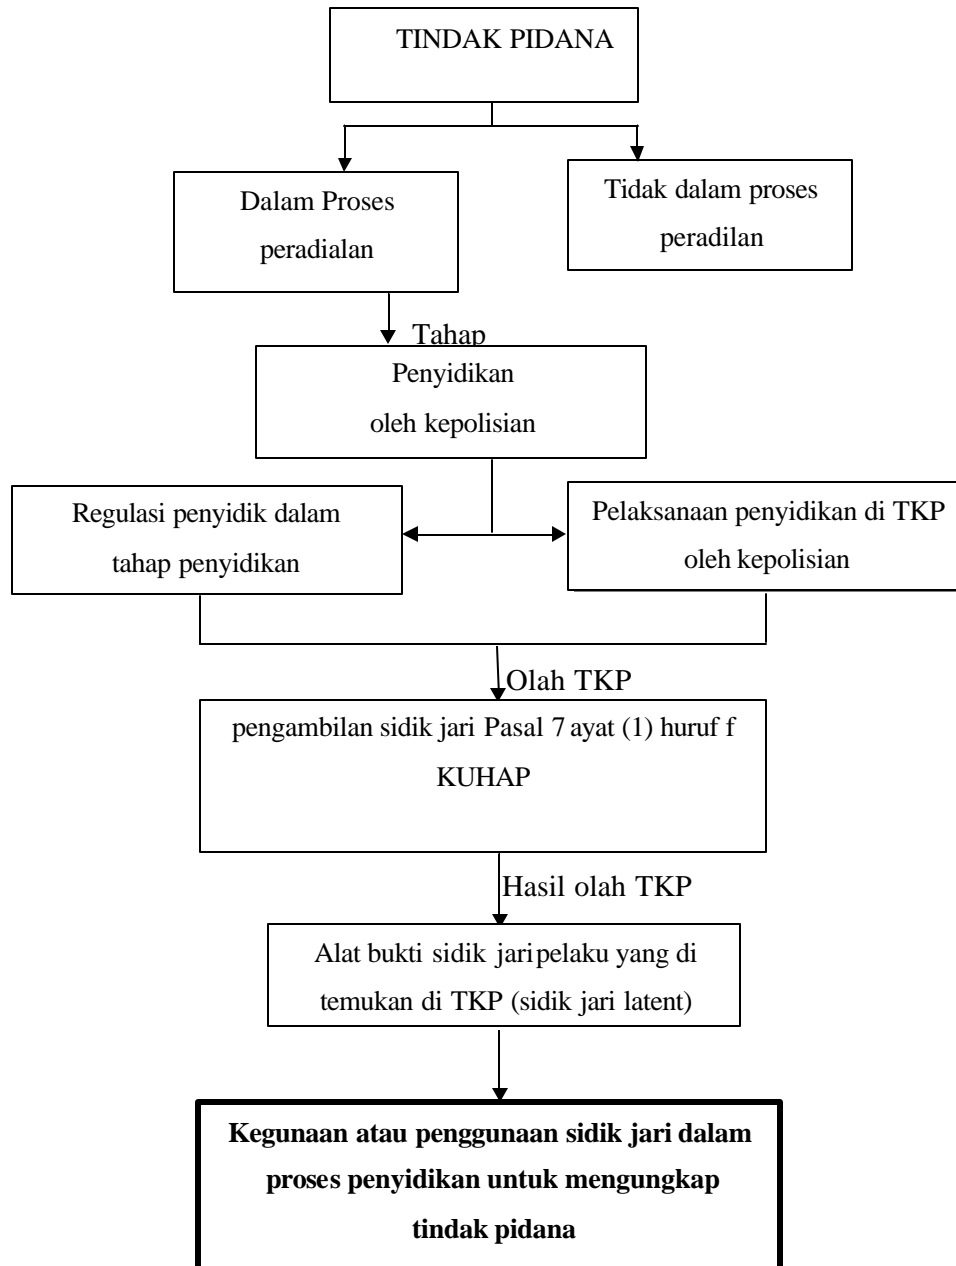 TINDAK PIDANA
Dalam Proses
peradialan
Tidak dalam proses
peradilan
Tahap
Penyidikan
oleh kepolisian
Regulasi penyidik dalam
tahap penyidikan
Pelaksanaan penyidikan di TKP
oleh kepolisian
Olah TKP
pengambilan sidik jari Pasal 7 ayat (1) huruf f
KUHAP
Hasil olah TKP
Alat bukti sidik jari pelaku yang di
temukan di TKP (sidik jari latent)
Kegunaan atau penggunaan sidik jari dalam
proses penyidikan untuk mengungkap
tindak pidana